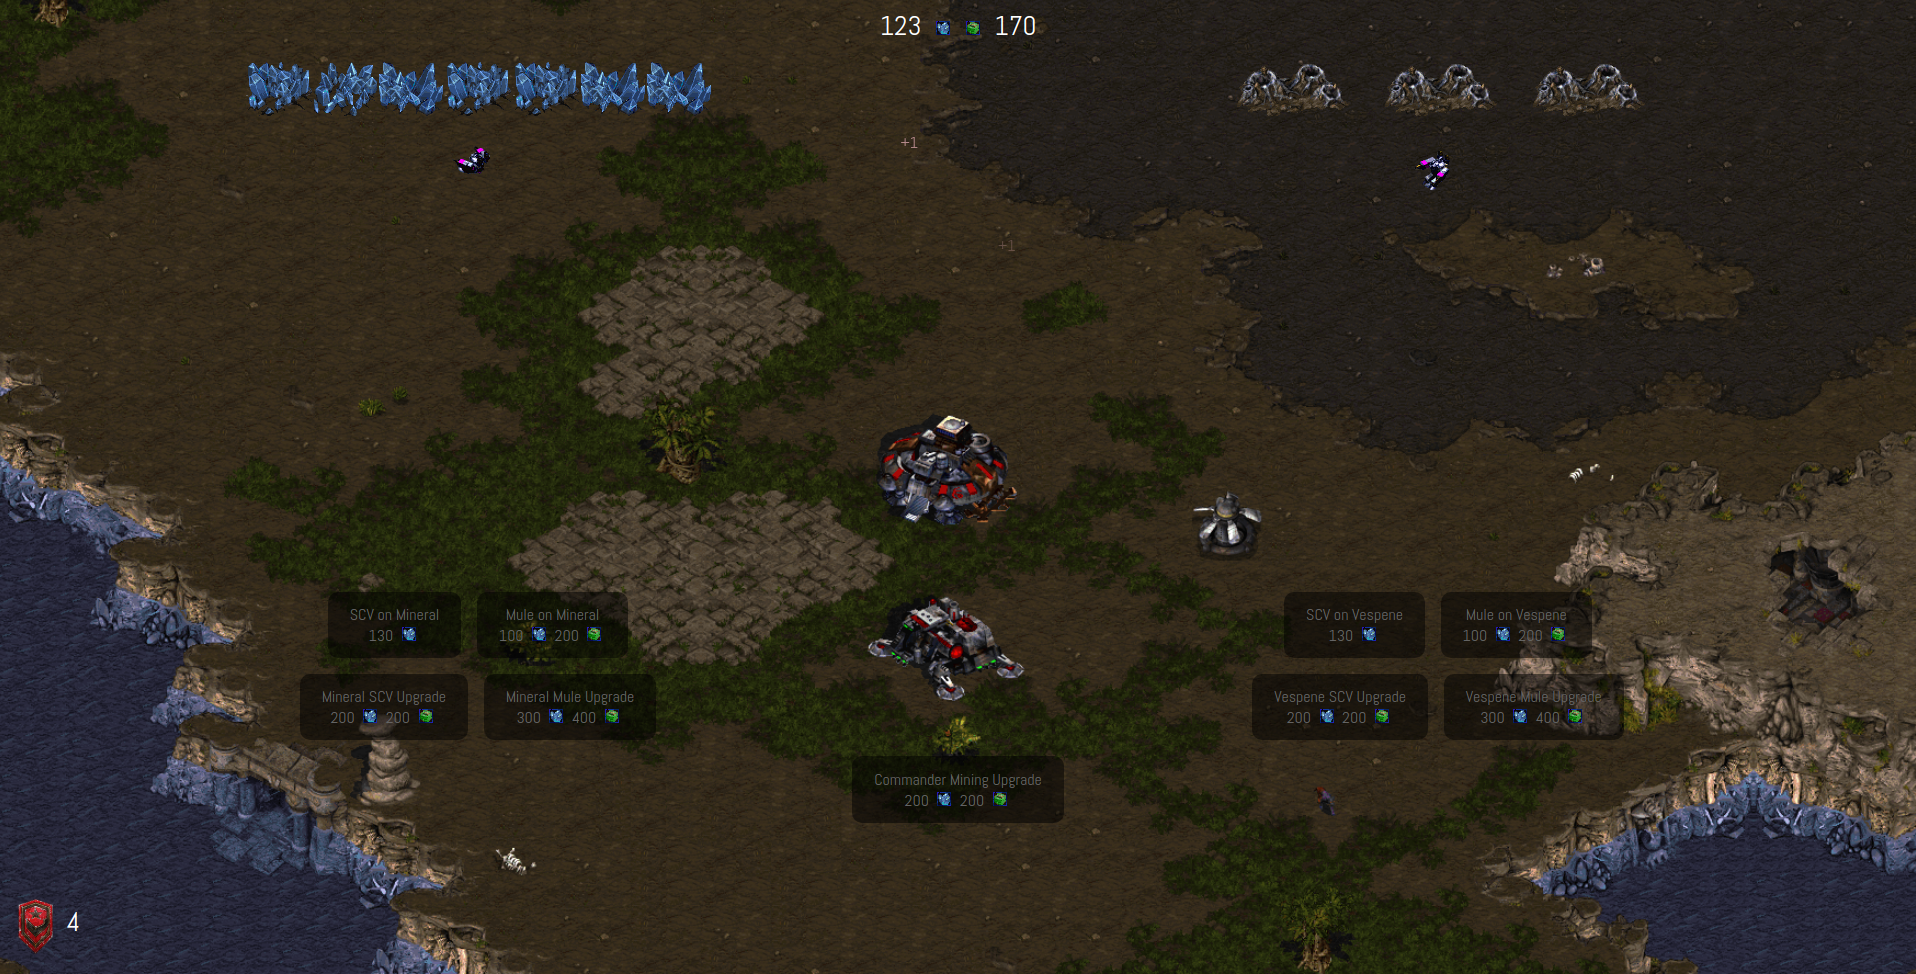 123 170
+1
+1
SCV on Mineral
130
Mule on Mineral
100 200
SCV on Vespene
130
Mule on Vespene
100 200
Mineral SCV Upgrade
200 200
Mineral Mule Upgrade
300 400
Vespene SCV Upgrade
200 200
Vespene Mule Upgrade
300 400
Commander Mining Upgrade
200 200
4